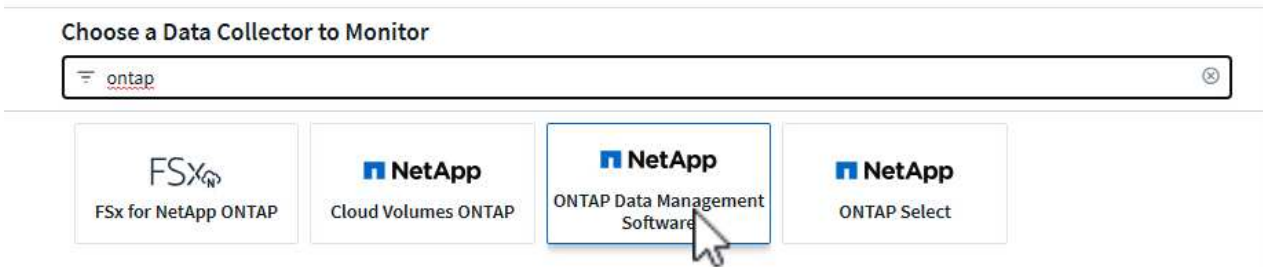 Choose a Data Collector to Monitor
ontap
FSx N
FSx for NetApp ONTAP
NetApp
Cloud Volumes ONTAP
NetApp
ONTAP Data Management
Software
NetApp
ONTAP Select